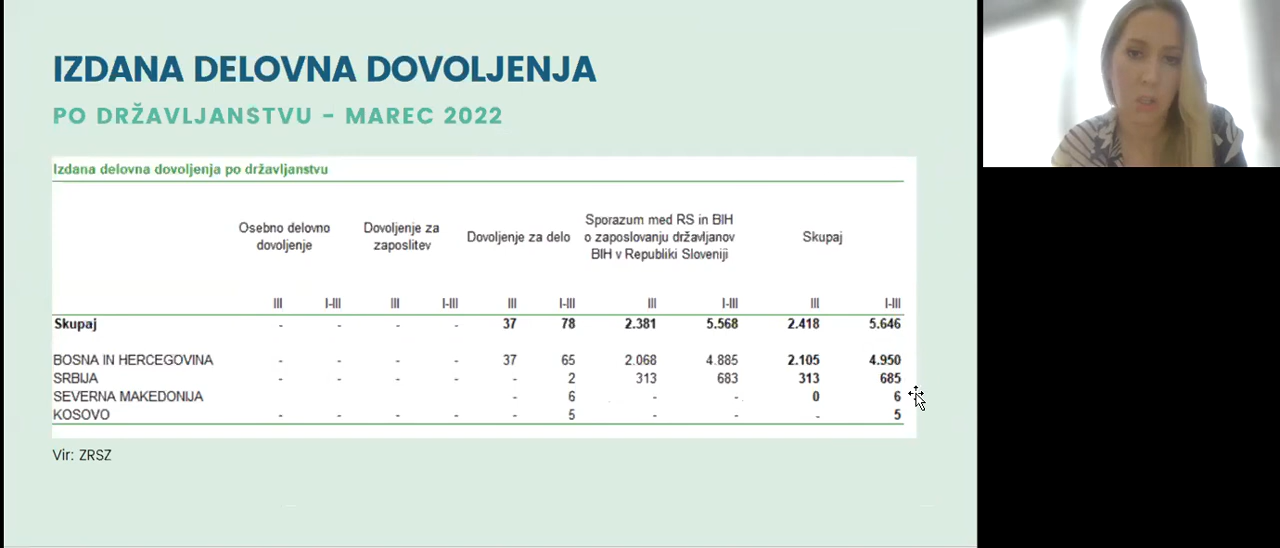 IZDANA DELOVNA DOVOLJENJA
PO DRŽAVLJANSTVU - MAREC 2022
Izdana delovna dovoljenja po državljanstvu
Osebno delovno dovoljenje
Dovoljenje za zaposlitev
Dovoljenje za delo
Sporazum med RS in BIH
o zaposlovanju državljanov
BIH v Republiki Sloveniji
Skupaj
III I-III III I-III III I-III III I-III III I-III
Skupaj - - - - 37 78 2.381 5.568 2.418 5.646
BOSNA IN HERCEGOVINA - - - - 37 65 2.068 4.885 2.105 4.950
SRBIJA - - - - - 2 313 683 313 685
SEVERNA MAKEDONIJA - - - - - 6 - - 0 6
KOSOVO - - - - - 5 - - - 5
Vir: ZRSZ